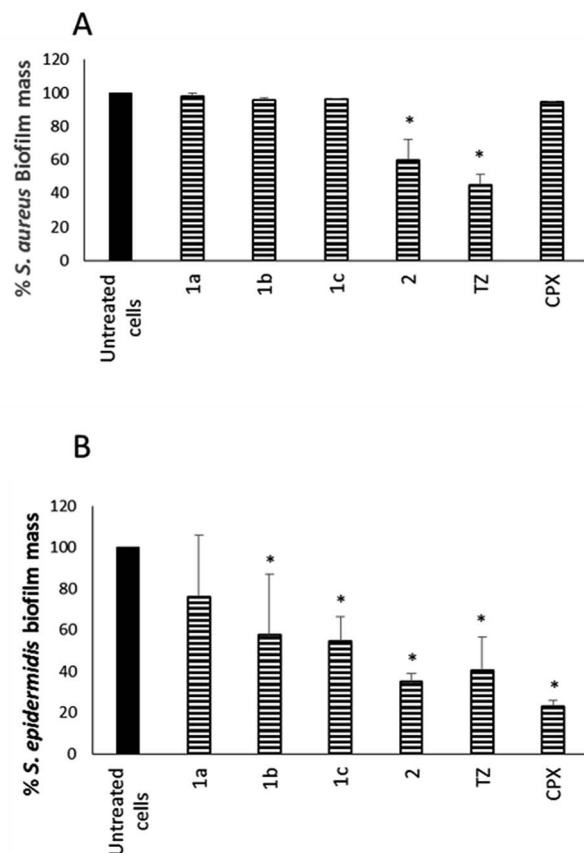 A
% S. aureus Biofilm mass
120
100
80
60
40
20
0
*
*
Untreated
cells
1a
1b
1c
2
TZ
CPX
B
% S. epidermidis biofilm mass
120
100
80
60
40
20
0
*
*
*
*
*
Untreated
cells
1a
1b
1c
2
TZ
CPX